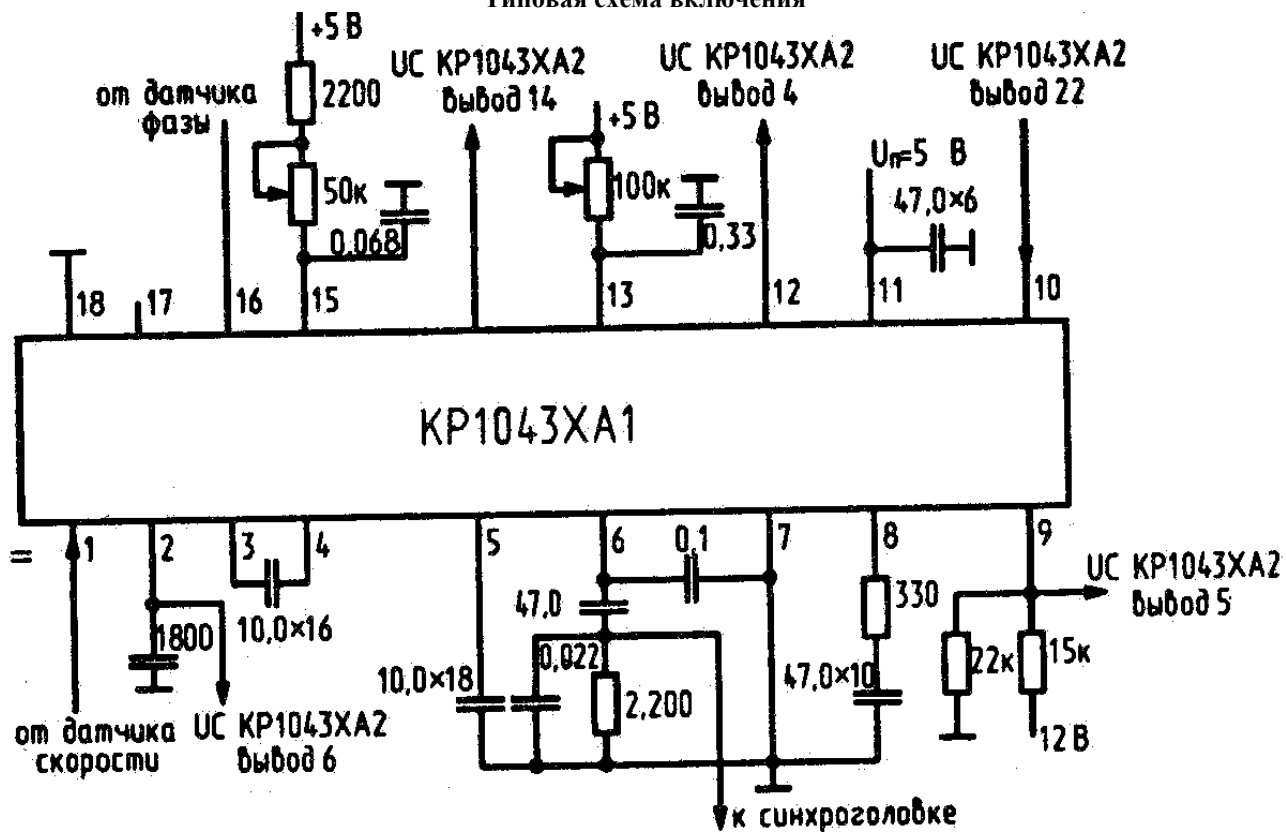 Типовая схема включения
+5 В
2200
от датчика
фазы
UC КР1043ХА2
вывод 14
UC КР1043ХА2
вывод 4
UC КР1043ХА2
вывод 22
+5 В
50к
0,068
100к
0,33
Uп=5 В
47,0×6
18
17
16
15
13
12
11
10
КР1043ХА1
=
1
2
3
4
5
6
0,1
7
8
9
1800
10,0×16
47,0
0,022
10,0×18
2,200
330
47,0×10
22к
15к
12 В
UC КР1043ХА2
вывод 5
от датчика
скорости
UC КР1043ХА2
вывод 6
к синхроголовке